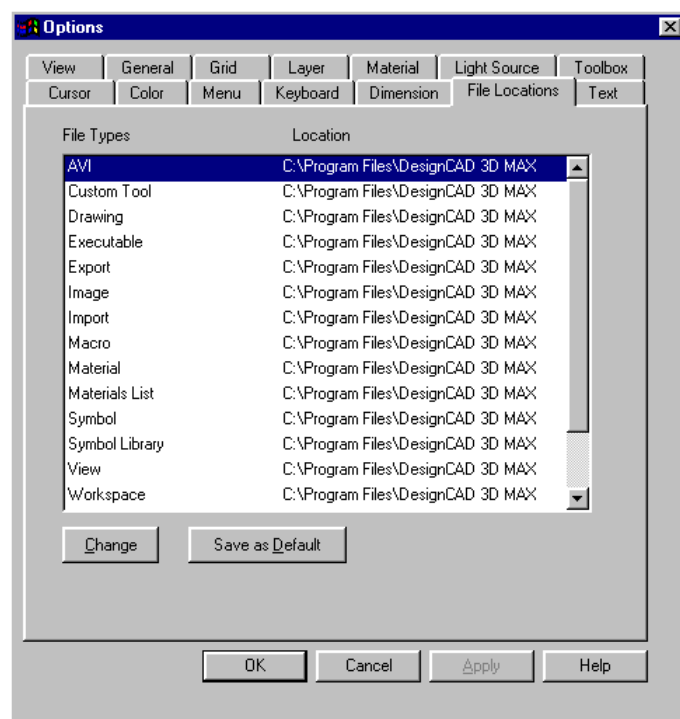 Options
View General Grid Layer Material Light Source Toolbox
Cursor Color Menu Keyboard Dimension File Locations Text
File Types Location
AVI C:\Program Files\DesignCAD 3D MAX
Custom Tool C:\Program Files\DesignCAD 3D MAX
Drawing C:\Program Files\DesignCAD 3D MAX
Executable C:\Program Files\DesignCAD 3D MAX
Export C:\Program Files\DesignCAD 3D MAX
Image C:\Program Files\DesignCAD 3D MAX
Import C:\Program Files\DesignCAD 3D MAX
Macro C:\Program Files\DesignCAD 3D MAX
Material C:\Program Files\DesignCAD 3D MAX
Materials List C:\Program Files\DesignCAD 3D MAX
Symbol C:\Program Files\DesignCAD 3D MAX
Symbol Library C:\Program Files\DesignCAD 3D MAX
View C:\Program Files\DesignCAD 3D MAX
Workspace C:\Program Files\DesignCAD 3D MAX
Change Save as Default
OK Cancel Apply Help